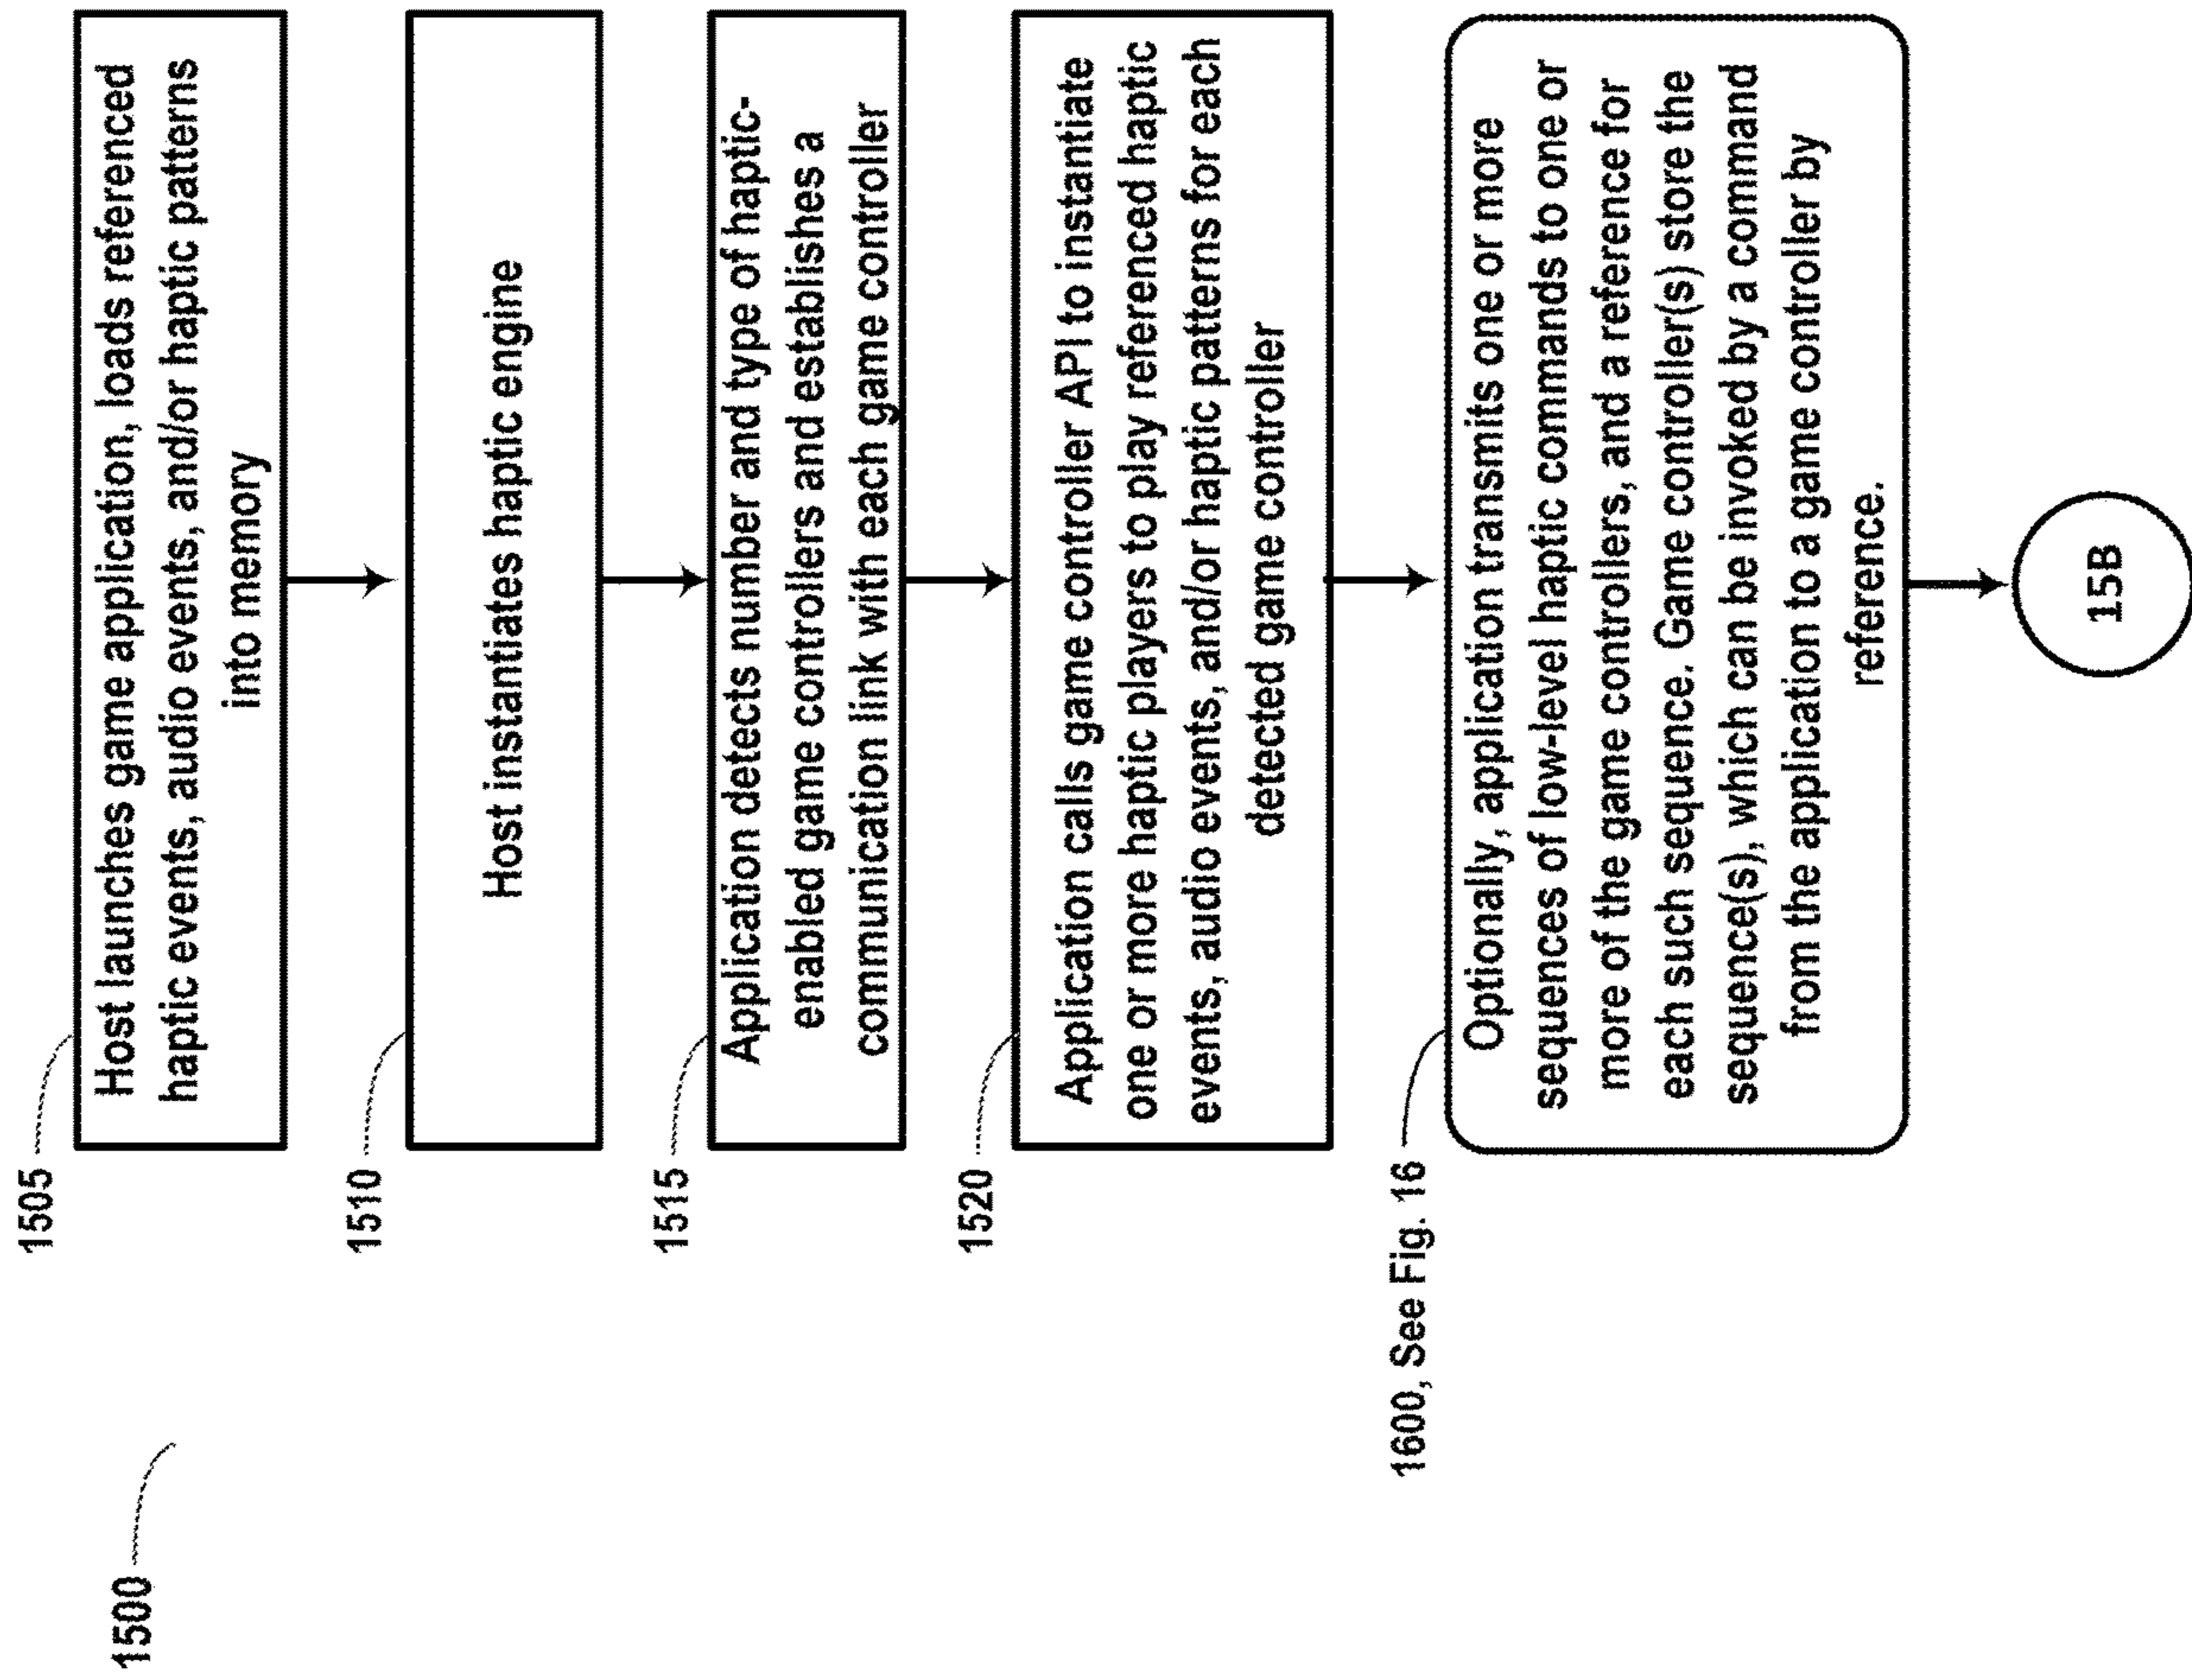 1500
1505
Host launches game application, loads referenced
haptic events, audio events, and/or haptic patterns
into memory
1510
Host instantiates haptic engine
1515
Application detects number and type of haptic-
enabled game controllers and establishes a
communication link with each game controller
1520
Application calls game controller API to instantiate
one or more haptic players to play referenced haptic
events, audio events, and/or haptic patterns for each
detected game controller
1600, See Fig. 16
Optionally, application transmits one or more
sequences of low-level haptic commands to one or
more of the game controllers, and a reference for
each such sequence. Game controller(s) store the
sequence(s), which can be invoked by a command
from the application to a game controller by
reference.
15B